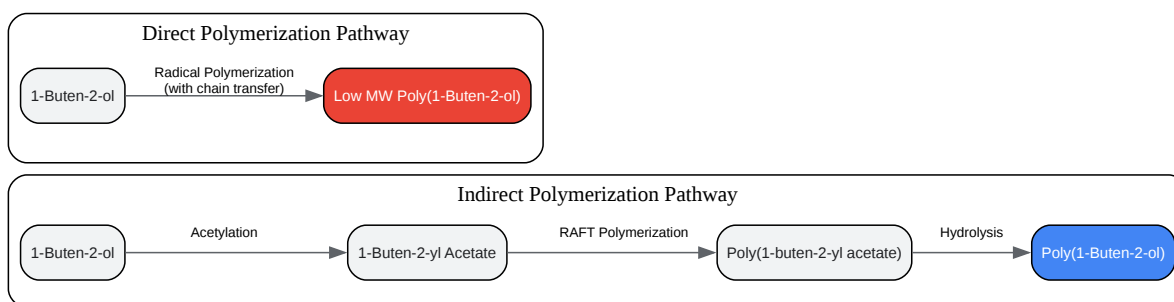 Direct Polymerization Pathway
1-Buten-2-ol
Radical Polymerization
(with chain transfer)
Low MW Poly(1-Buten-2-ol)
Indirect Polymerization Pathway
1-Buten-2-ol
Acetylation
1-Buten-2-yl Acetate
RAFT Polymerization
Poly(1-buten-2-yl acetate)
Hydrolysis
Poly(1-Buten-2-ol)